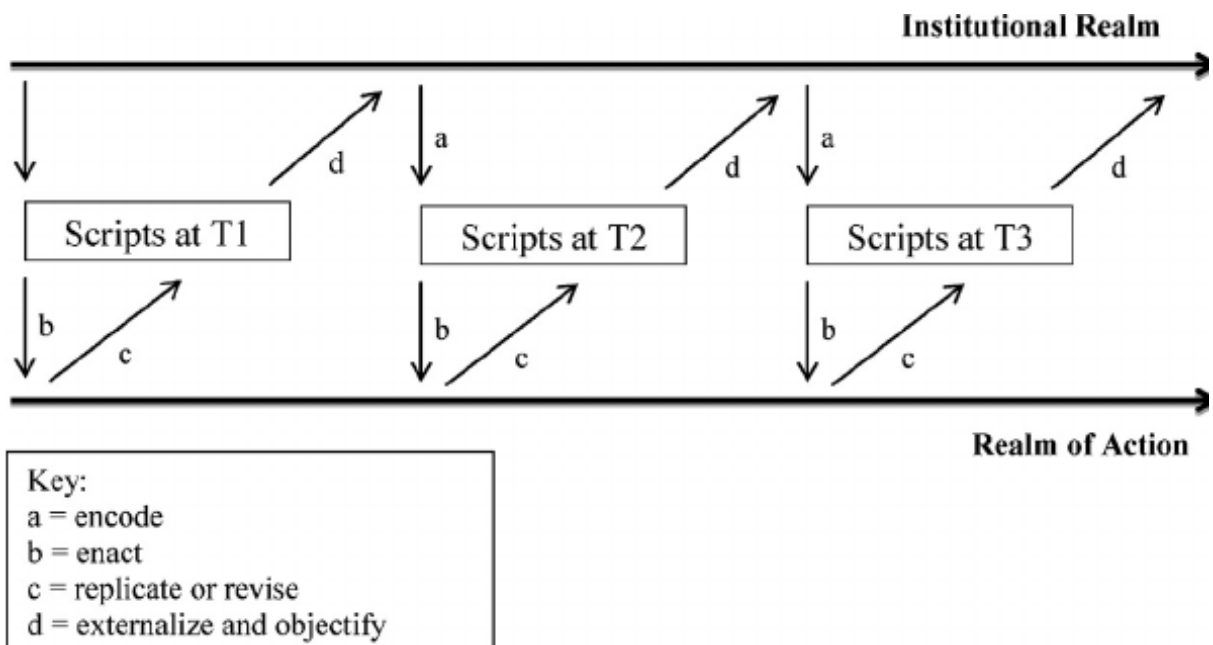 Institutional Realm
a
a
d
d
d
Scripts at T1
Scripts at T2
Scripts at T3
b
b
b
c
c
c
Realm of Action
Key:
a = encode
b = enact
c = replicate or revise
d = externalize and objectify